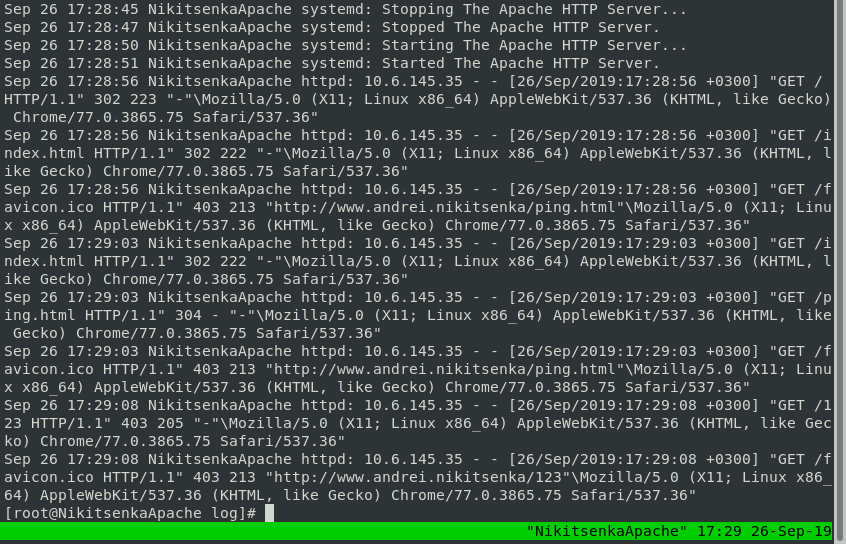 Sep 26 17:28:45 NikitsenkaApache systemd: Stopping The Apache HTTP Server...
Sep 26 17:28:47 NikitsenkaApache systemd: Stopped The Apache HTTP Server.
Sep 26 17:28:50 NikitsenkaApache systemd: Starting The Apache HTTP Server...
Sep 26 17:28:51 NikitsenkaApache systemd: Started The Apache HTTP Server.
Sep 26 17:28:56 NikitsenkaApache httpd: 10.6.145.35 - - [26/Sep/2019:17:28:56 +0300] "GET /
HTTP/1.1" 302 223 "-"\Mozilla/5.0 (X11; Linux x86_64) AppleWebKit/537.36 (KHTML, like Gecko)
 Chrome/77.0.3865.75 Safari/537.36"
Sep 26 17:28:56 NikitsenkaApache httpd: 10.6.145.35 - - [26/Sep/2019:17:28:56 +0300] "GET /i
ndex.html HTTP/1.1" 302 222 "-"\Mozilla/5.0 (X11; Linux x86_64) AppleWebKit/537.36 (KHTML, l
ike Gecko) Chrome/77.0.3865.75 Safari/537.36"
Sep 26 17:28:56 NikitsenkaApache httpd: 10.6.145.35 - - [26/Sep/2019:17:28:56 +0300] "GET /f
avicon.ico HTTP/1.1" 403 213 "http://www.andrei.nikitsenka/ping.html"\Mozilla/5.0 (X11; Linu
x x86_64) AppleWebKit/537.36 (KHTML, like Gecko) Chrome/77.0.3865.75 Safari/537.36"
Sep 26 17:29:03 NikitsenkaApache httpd: 10.6.145.35 - - [26/Sep/2019:17:29:03 +0300] "GET /i
ndex.html HTTP/1.1" 302 222 "-"\Mozilla/5.0 (X11; Linux x86_64) AppleWebKit/537.36 (KHTML, l
ike Gecko) Chrome/77.0.3865.75 Safari/537.36"
Sep 26 17:29:03 NikitsenkaApache httpd: 10.6.145.35 - - [26/Sep/2019:17:29:03 +0300] "GET /p
ing.html HTTP/1.1" 304 - "-"\Mozilla/5.0 (X11; Linux x86_64) AppleWebKit/537.36 (KHTML, like
 Gecko) Chrome/77.0.3865.75 Safari/537.36"
Sep 26 17:29:03 NikitsenkaApache httpd: 10.6.145.35 - - [26/Sep/2019:17:29:03 +0300] "GET /f
avicon.ico HTTP/1.1" 403 213 "http://www.andrei.nikitsenka/ping.html"\Mozilla/5.0 (X11; Linu
x x86_64) AppleWebKit/537.36 (KHTML, like Gecko) Chrome/77.0.3865.75 Safari/537.36"
Sep 26 17:29:08 NikitsenkaApache httpd: 10.6.145.35 - - [26/Sep/2019:17:29:08 +0300] "GET /1
23 HTTP/1.1" 403 205 "-"\Mozilla/5.0 (X11; Linux x86_64) AppleWebKit/537.36 (KHTML, like Gec
ko) Chrome/77.0.3865.75 Safari/537.36"
Sep 26 17:29:08 NikitsenkaApache httpd: 10.6.145.35 - - [26/Sep/2019:17:29:08 +0300] "GET /f
avicon.ico HTTP/1.1" 403 213 "http://www.andrei.nikitsenka/123"\Mozilla/5.0 (X11; Linux x86_
64) AppleWebKit/537.36 (KHTML, like Gecko) Chrome/77.0.3865.75 Safari/537.36"
[root@NikitsenkaApache log]#
"NikitsenkaApache" 17:29 26-Sep-19